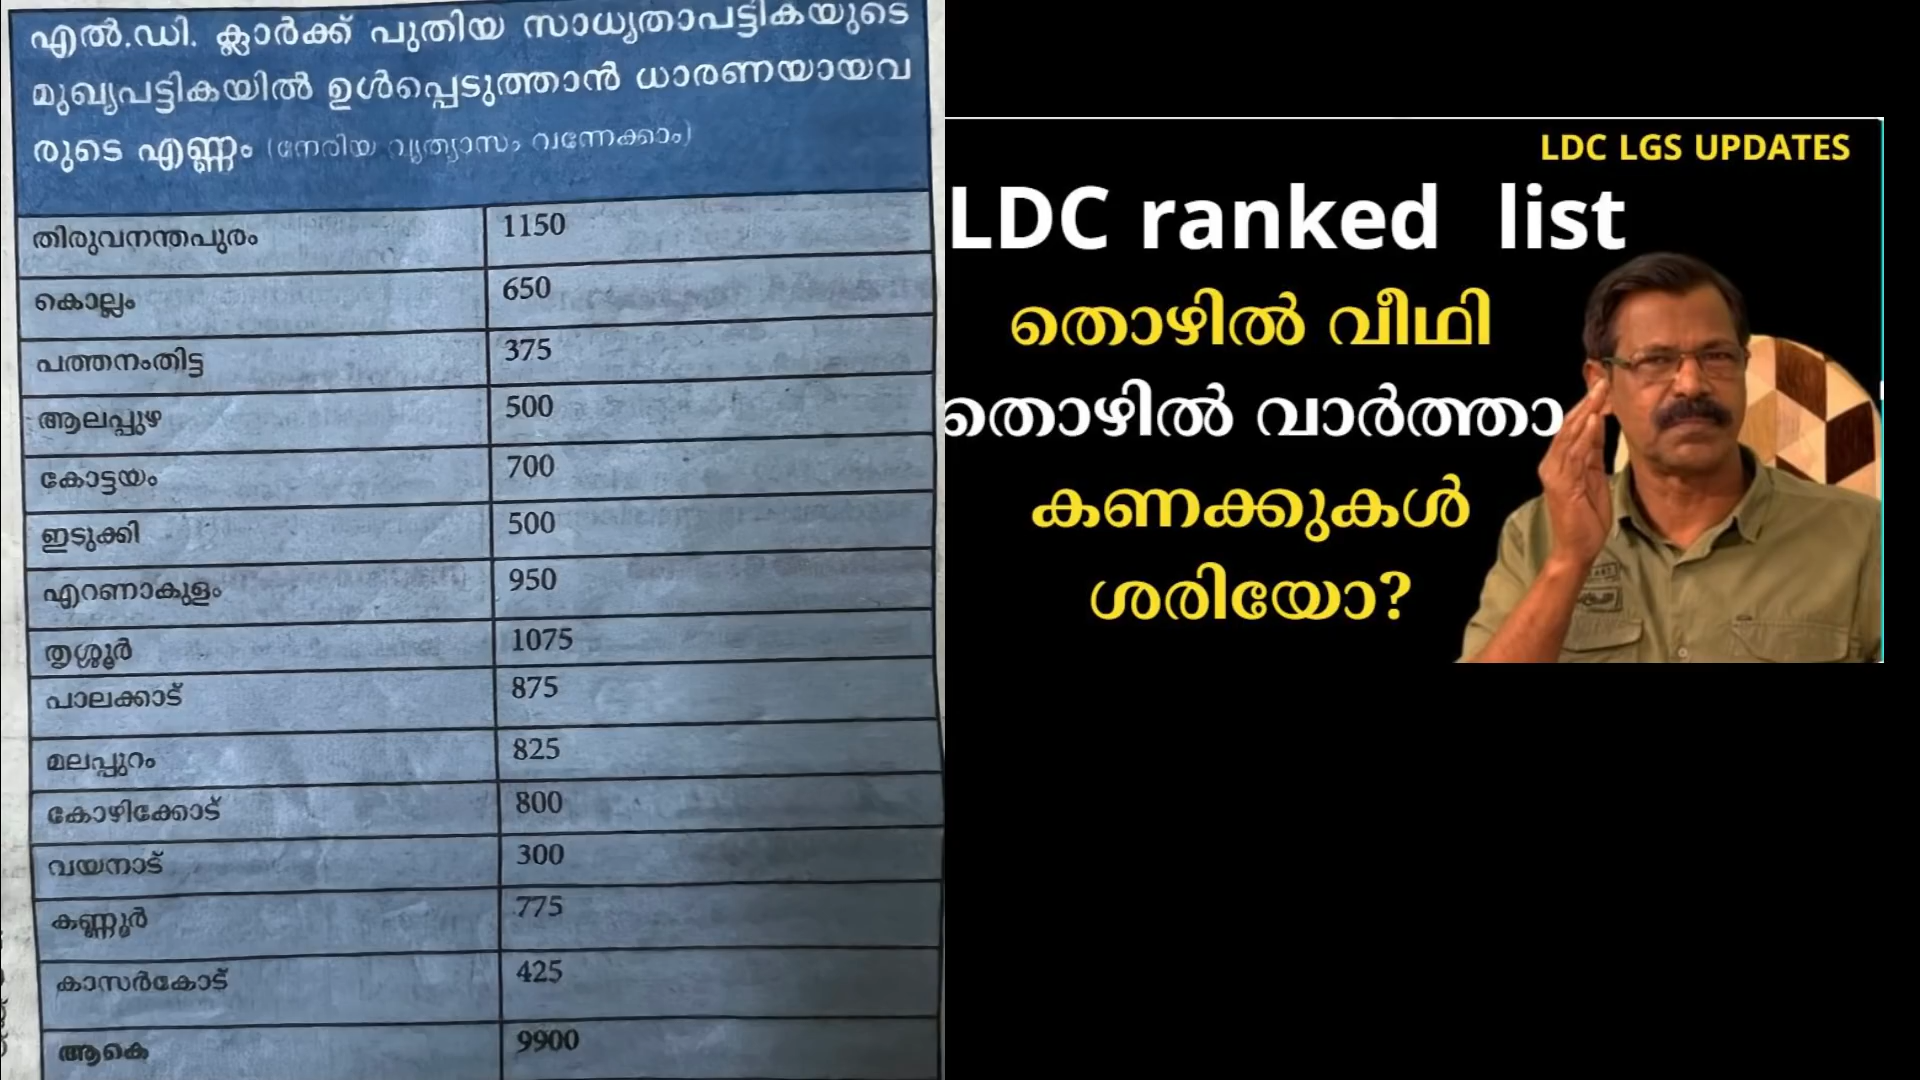 എൽ.ഡി. ക്ലാർക്ക് പുതിയ സാധ്യതാപട്ടികയുടെ
മുഖ്യപട്ടികയിൽ ഉൾപ്പെടുത്താൻ ധാരണയായവ
രുടെ എണ്ണം (നേരിയ വ്യത്യാസം വന്നേക്കാം)
തിരുവനന്തപുരം 1150
കൊല്ലം 650
പത്തനംതിട്ട 375
ആലപ്പുഴ 500
കോട്ടയം 700
ഇടുക്കി 500
എറണാകുളം 950
തൃശ്ശൂർ 1075
പാലക്കാട് 875
മലപ്പുറം 825
കോഴിക്കോട് 800
വയനാട് 300
കണ്ണൂർ 775
കാസർകോട് 425
ആകെ 9900
LDC LGS UPDATES
LDC ranked list
തൊഴിൽ വീഥി
തൊഴിൽ വാർത്താ
കണക്കുകൾ
ശരിയോ?